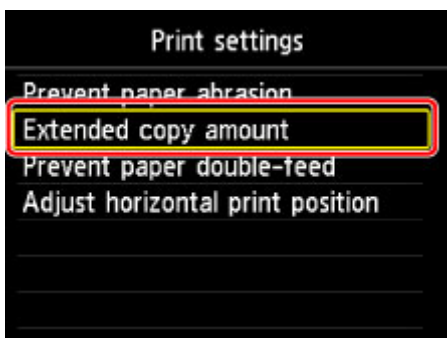 Print settings
Prevent paper abrasion
Extended copy amount
Prevent paper double-feed
Adjust horizontal print position